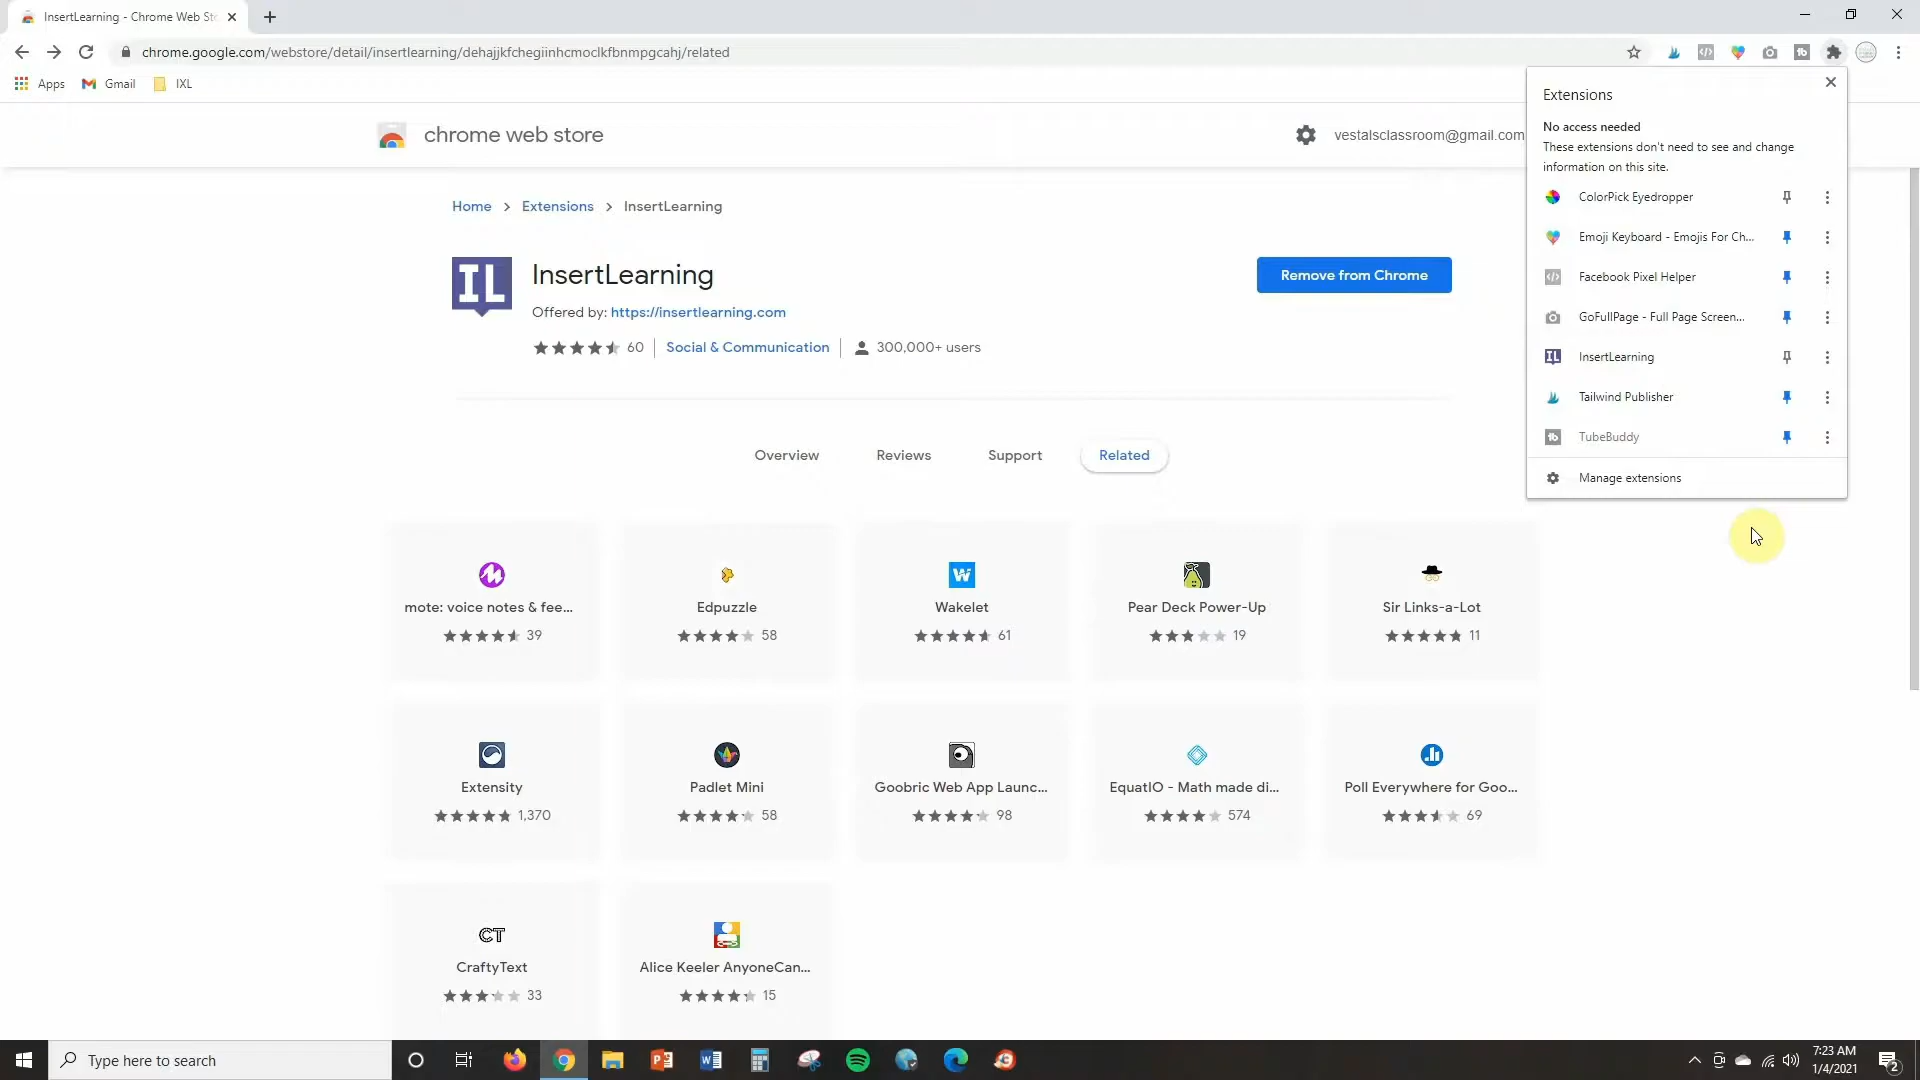 InsertLearning - Chrome Web Sto
chrome.google.com/webstore/detail/insertlearning/dehajjkfchegiinhcmoclkfbnmpgcahj/related
Apps
Gmail
IXL
chrome web store
vestalsclassroom@gmail.com
Extensions
No access needed
These extensions don't need to see and change
information on this site.
ColorPick Eyedropper
Emoji Keyboard - Emojis For Ch...
Facebook Pixel Helper
GoFullPage - Full Page Screen...
InsertLearning
Tailwind Publisher
TubeBuddy
Manage extensions
Home > Extensions > InsertLearning
IL
InsertLearning
Remove from Chrome
Offered by: https://insertlearning.com
60
Social & Communication
300,000+ users
Overview
Reviews
Support
Related
mote: voice notes & fee...
39
Edpuzzle
58
Wakelet
61
Pear Deck Power-Up
19
Sir Links-a-Lot
11
Extensity
1,370
Padlet Mini
58
Goobric Web App Launc...
98
EquatIO - Math made di...
574
Poll Everywhere for Goo...
69
CT
CraftyText
33
Alice Keeler AnyoneCan...
15
Type here to search
7:23 AM
1/4/2021
2